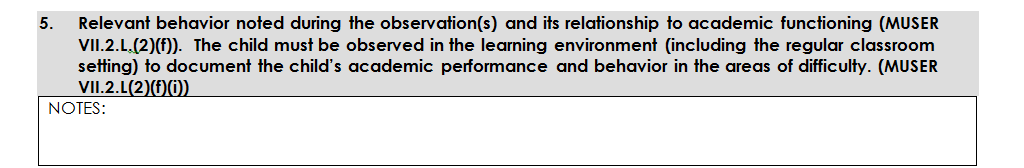 5. Relevant behavior noted during the observation(s) and its relationship to academic functioning (MUSER
VII.2.L.(2)(f)). The child must be observed in the learning environment (including the regular classroom
setting) to document the child's academic performance and behavior in the areas of difficulty. (MUSER
VII.2.L(2)(f)(i))
NOTES: